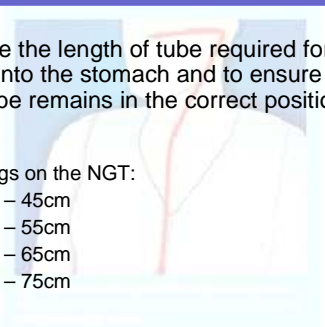 e the length of tube required for
nto the stomach and to ensure
be remains in the correct positio
gs on the NGT:
– 45cm
– 55cm
– 65cm
– 75cm